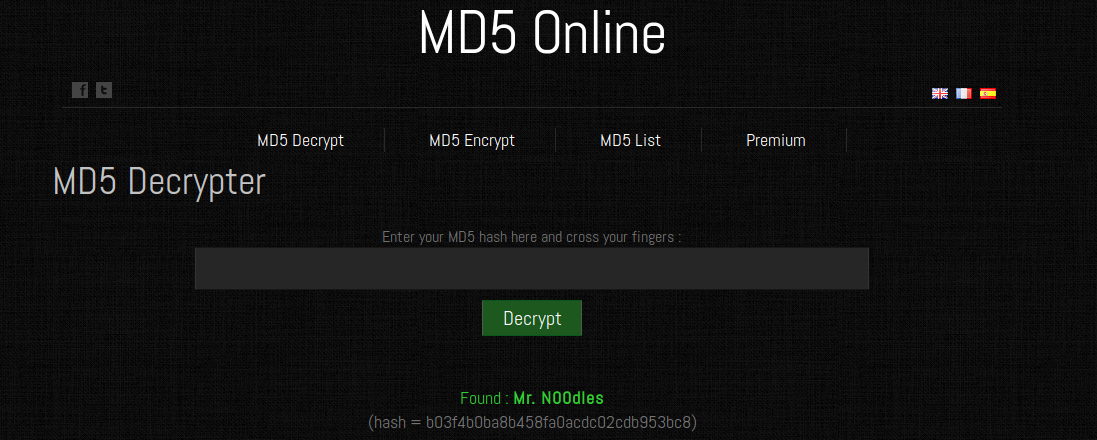 MD5 Online
MD5 Decrypt
MD5 Encrypt
MD5 List
Premium
MD5 Decrypter
Enter your MD5 hash here and cross your fingers :
Decrypt
Found : Mr. N00dles
(hash = b03f4b0ba8b458fa0acdc02cdb953bc8)